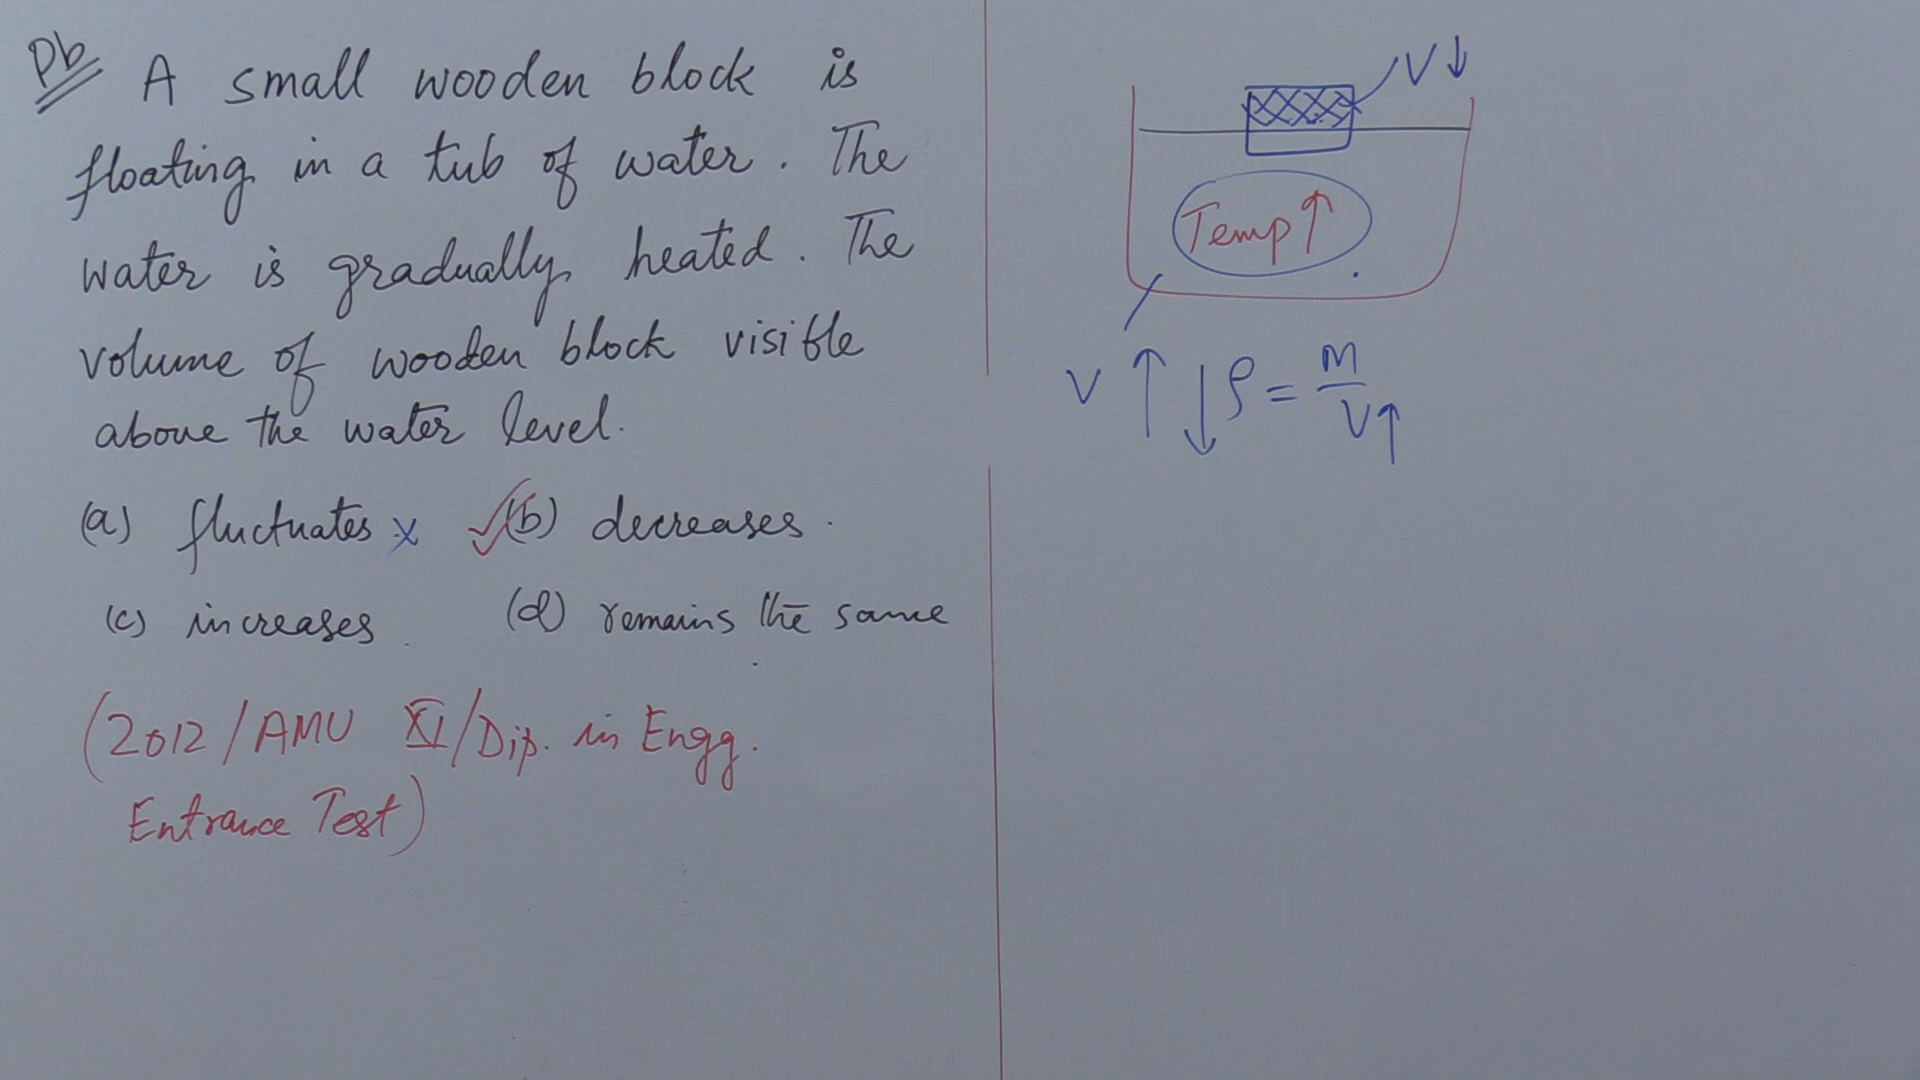 Pb A small wooden block is
floating in a tub of water. The
water is gradually heated. The
volume of wooden block visible
above the water level.
(a) fluctuates x ✓(b) decreases.
(c) increases. (d) remains the same
(2012/AMU XI/Dip. in Engg.
Entrance Test)
V↓
Temp↑
V ↑ ↓ρ = M/V↑